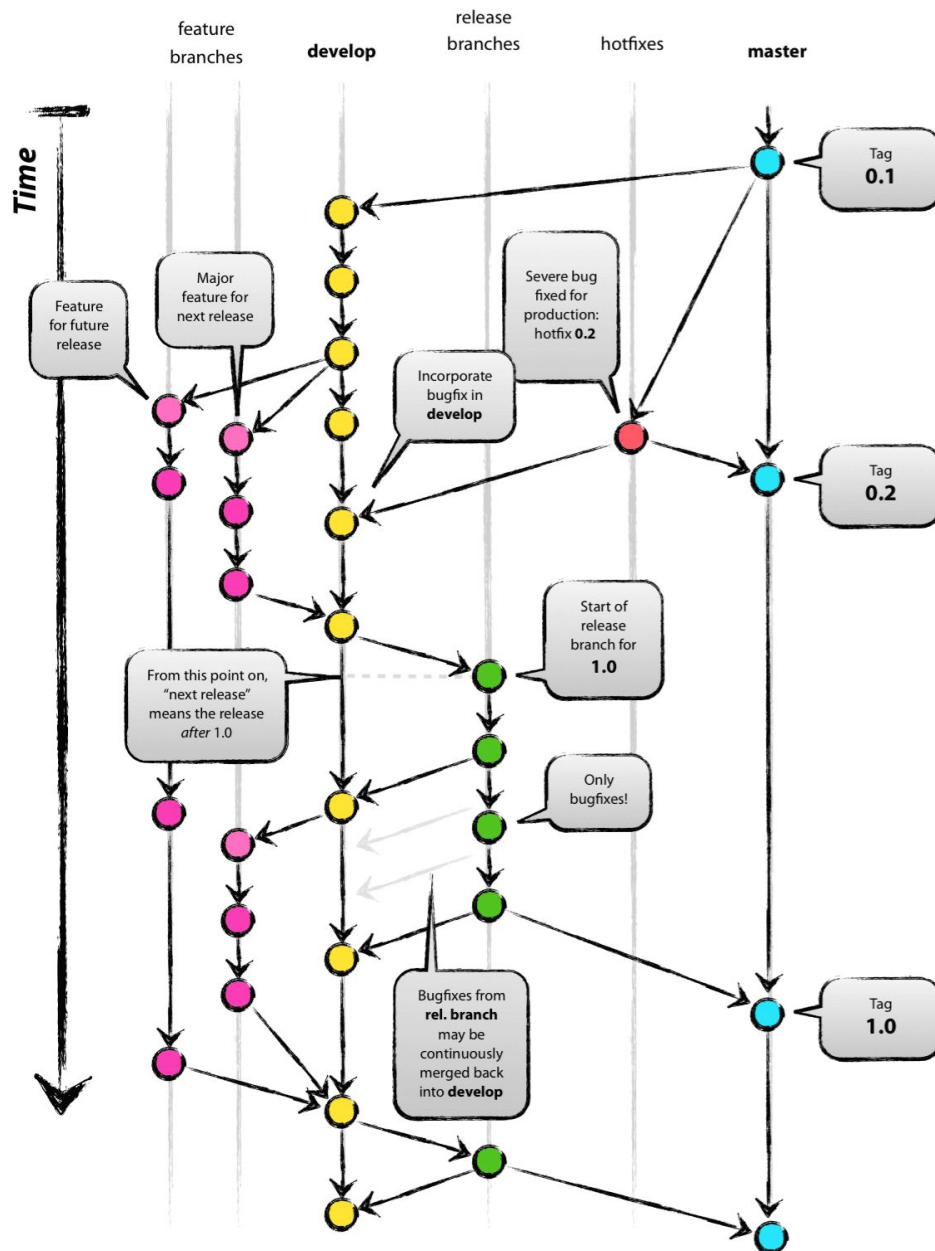 feature
branches
develop
release
branches
hotfixes
master
Time
Tag
0.1
Major
feature for
next release
Feature
for future
release
Severe bug
fixed for
production:
hotfix 0.2
Incorporate
bugfix in
develop
Tag
0.2
Start of
release
branch for
1.0
From this point on,
“next release”
means the release
after 1.0
Only
bugfixes!
Bugfixes from
rel. branch
may be
continuously
merged back
into develop
Tag
1.0